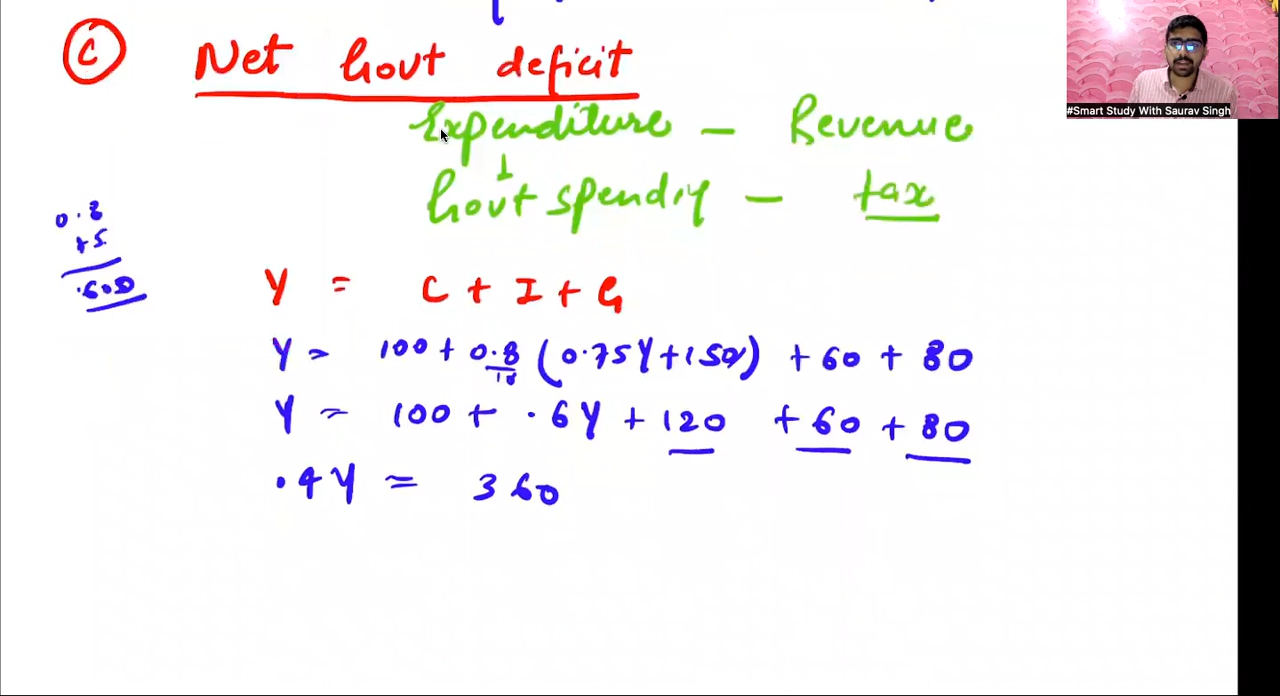 C Net Govt deficit
#Smart Study With Saurav Singh
Expenditure - Revenue
Govt spending - tax
0.8
+5
.600
Y = C + I + G
Y = 100 + 0.8 (0.75Y + 150) + 60 + 80
Y = 100 + .6Y + 120 + 60 + 80
.4Y = 360